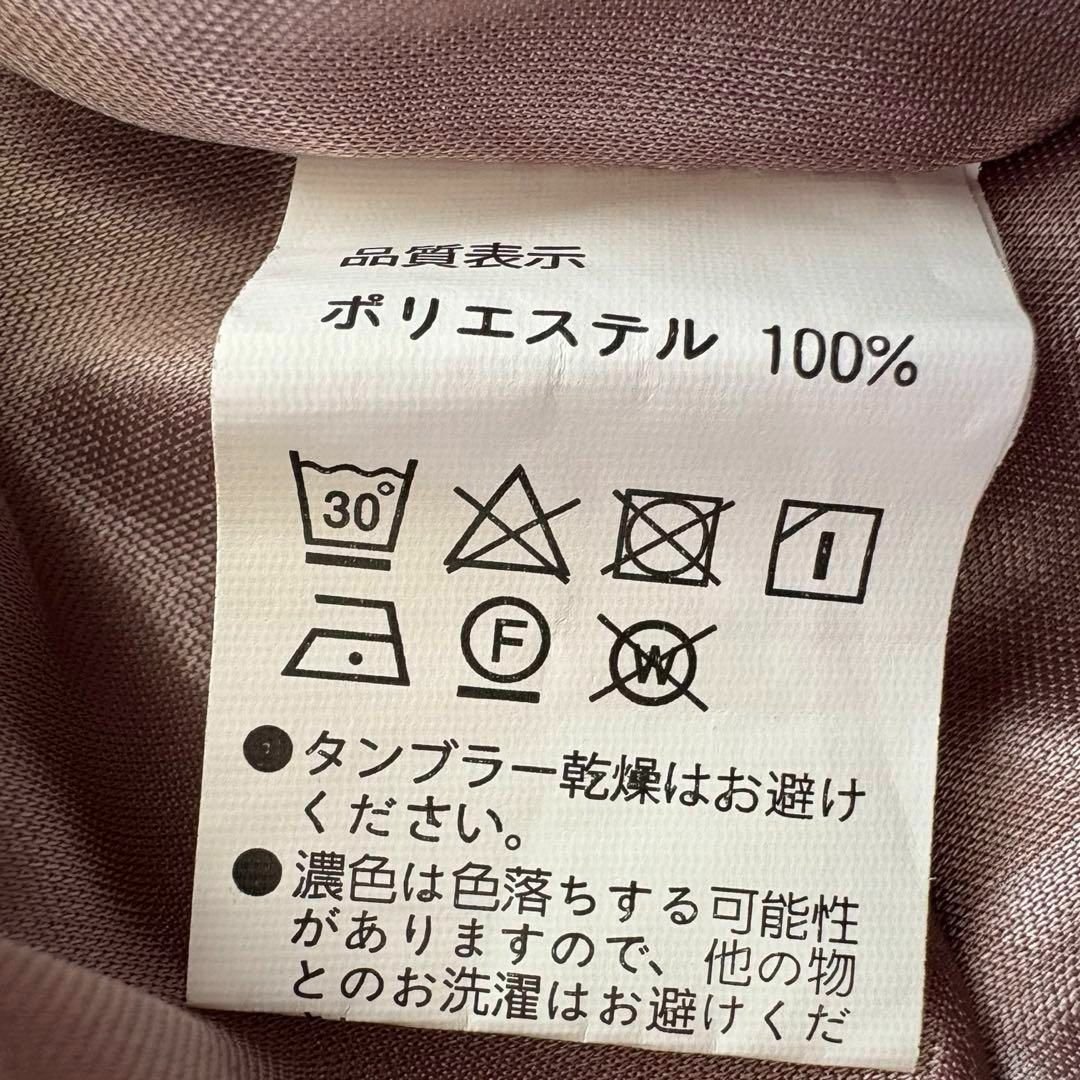 品質表示
ポリエステル 100%
30°
F
W
●タンブラー乾燥はお避け
ください。
●濃色は色落ちする可能性
がありますので、他の物
とのお洗濯はお避けくだ